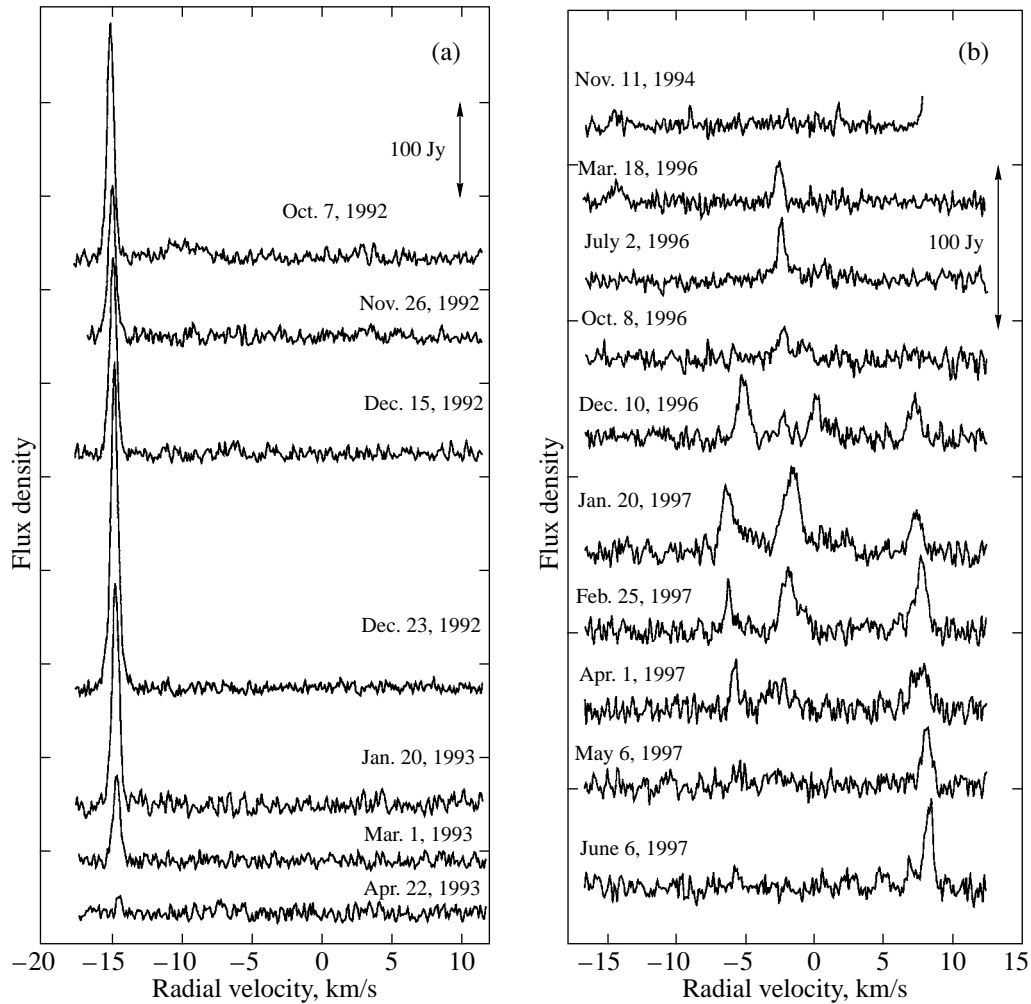 (a)
100 Jy
Oct. 7, 1992
Nov. 26, 1992
Dec. 15, 1992
Dec. 23, 1992
Jan. 20, 1993
Mar. 1, 1993
Apr. 22, 1993
Flux density
−20 −15 −10 −5 0 5 10
Radial velocity, km/s
(b)
Nov. 11, 1994
Mar. 18, 1996
100 Jy
July 2, 1996
Oct. 8, 1996
Dec. 10, 1996
Jan. 20, 1997
Feb. 25, 1997
Apr. 1, 1997
May 6, 1997
June 6, 1997
Flux density
−15 −10 −5 0 5 10 15
Radial velocity, km/s